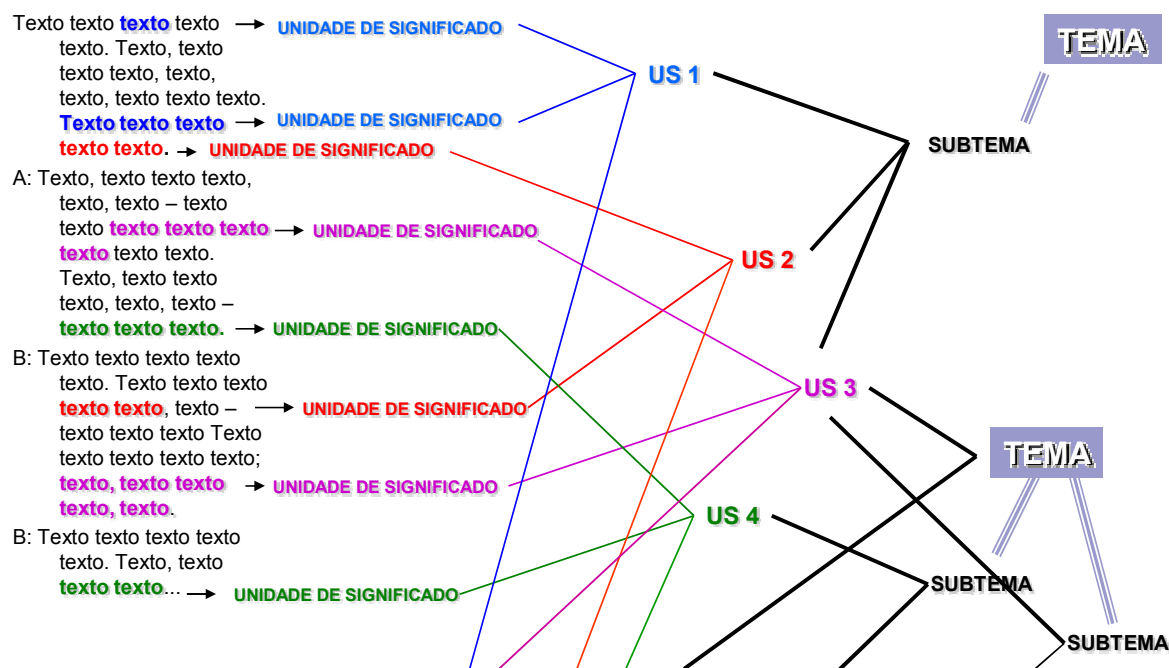 Texto texto texto texto → UNIDADE DE SIGNIFICADO
texto. Texto, texto
texto texto, texto,
texto, texto texto texto.
Texto texto texto → UNIDADE DE SIGNIFICADO
texto texto. → UNIDADE DE SIGNIFICADO
A: Texto, texto texto texto,
texto, texto – texto
texto texto texto texto → UNIDADE DE SIGNIFICADO
texto texto texto.
Texto, texto texto
texto, texto, texto –
texto texto texto. → UNIDADE DE SIGNIFICADO
B: Texto texto texto texto
texto. Texto texto texto
texto texto, texto – → UNIDADE DE SIGNIFICADO
texto texto texto Texto
texto texto texto texto;
texto, texto texto → UNIDADE DE SIGNIFICADO
texto, texto.
B: Texto texto texto texto
texto. Texto, texto
texto texto... → UNIDADE DE SIGNIFICADO
US 1
US 2
US 3
US 4
TEMA
SUBTEMA
TEMA
SUBTEMA
SUBTEMA